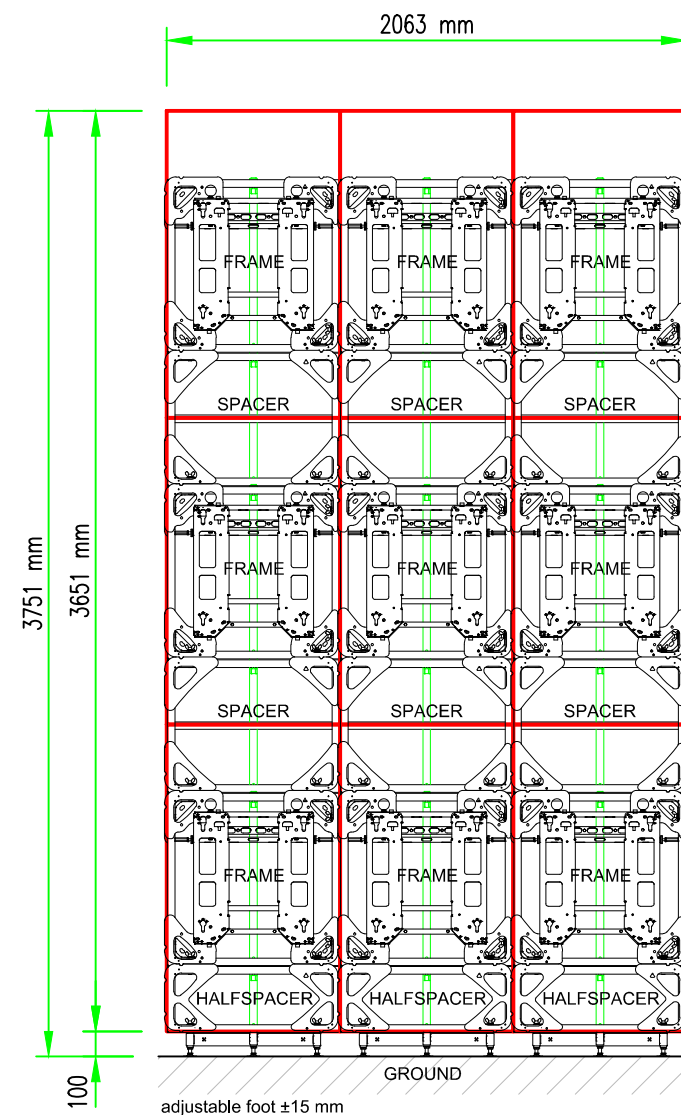 2063 mm
FRAME FRAME FRAME
SPACER SPACER SPACER
3751 mm
3651 mm
FRAME FRAME FRAME
SPACER SPACER SPACER
FRAME FRAME FRAME
HALFSPACER HALFSPACER HALFSPACER
100
GROUND
adjustable foot ±15 mm